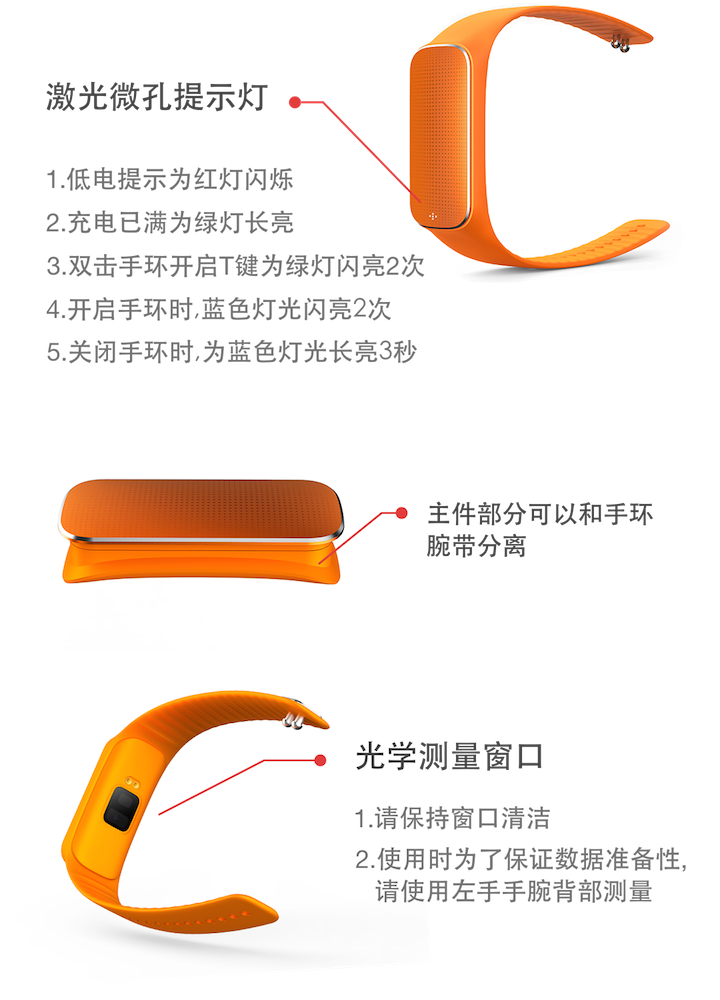 激光微孔提示灯
1.低电提示为红灯闪烁
2.充电已满为绿灯长亮
3.双击手环开启T键为绿灯闪亮2次
4.开启手环时,蓝色灯光闪亮2次
5.关闭手环时,为蓝色灯光长亮3秒
主件部分可以和手环
腕带分离
光学测量窗口
1.请保持窗口清洁
2.使用时为了保证数据准备性,
请使用左手手腕背部测量